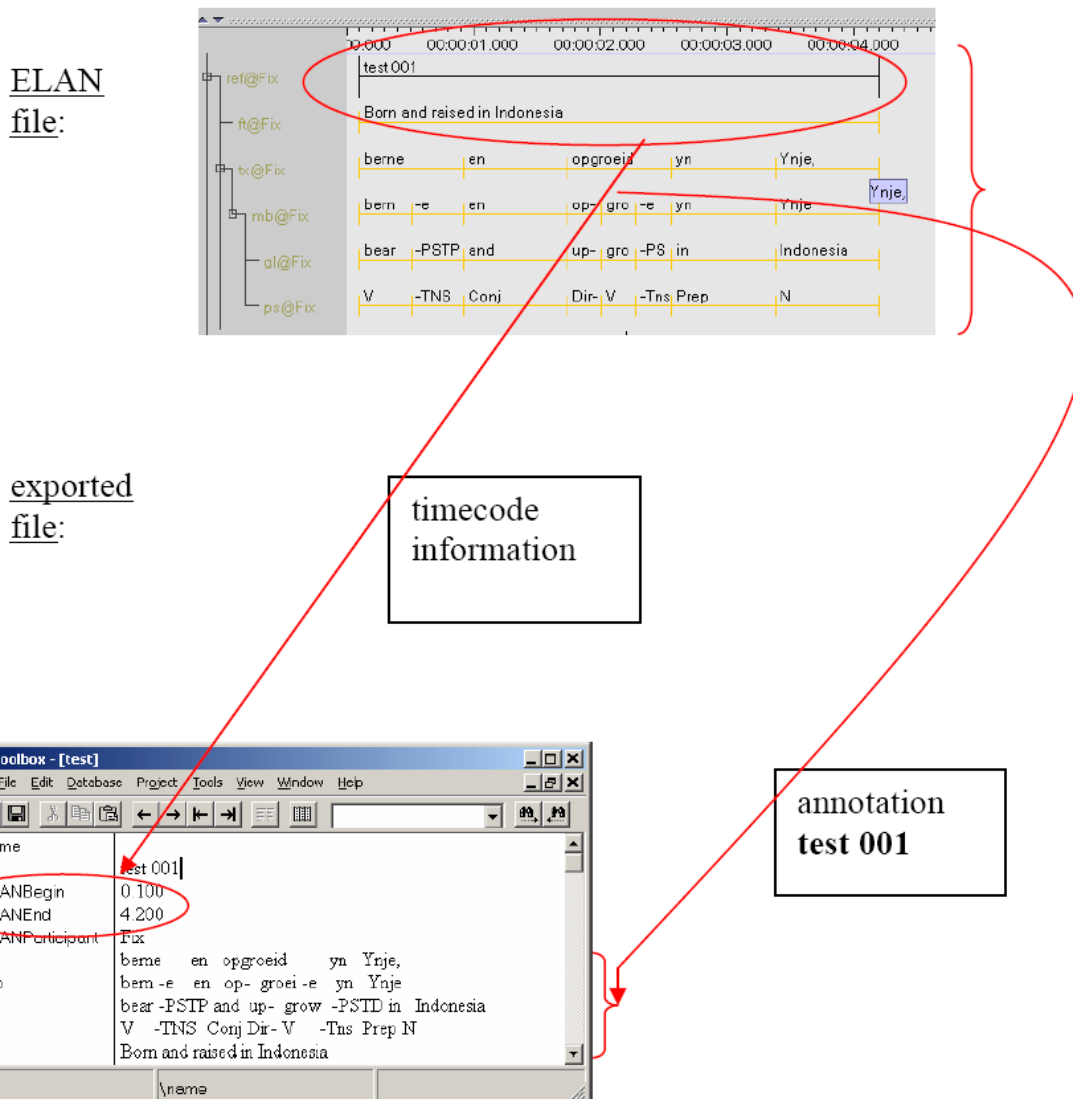 00:000 00:00:01.000 00:00:02.000 00:00:03.000 00:00:04.000
ELAN
file:
ref@Fix test 001
ft@Fix Born and raised in Indonesia
tx@Fix berne en opgroeid yn Ynje,
Ynje,
mb@Fix bern -e en op- gro -e yn Ynje
gl@Fix bear -PSTP and up- gro -PS in Indonesia
ps@Fix V -TNS Conj Dir- V -Tns Prep N
exported
file:
timecode
information
oolbox - [test]
File Edit Database Project Tools View Window Help
me
test 001
ANBegin 0.100
ANEnd 4.200
ANParticipant Fix
berne en opgroeid yn Ynje,
bern -e en op- groei -e yn Ynje
bear -PSTP and up- grow -PSTD in Indonesia
V -TNS Conj Dir- V -Tns Prep N
Born and raised in Indonesia
\name
annotation
test 001